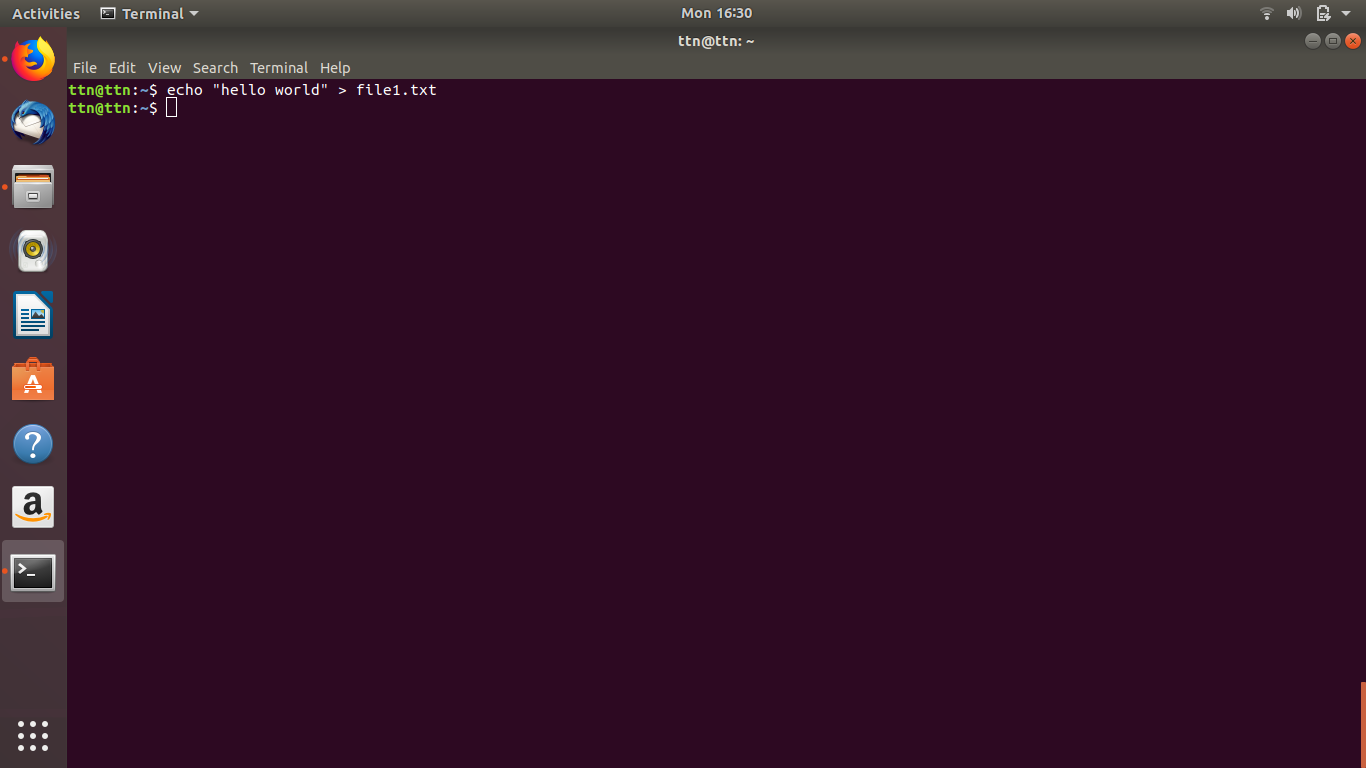 Activities Terminal Mon 16:30
ttn@ttn: ~
File Edit View Search Terminal Help
ttn@ttn:~$ echo "hello world" > file1.txt
ttn@ttn:~$